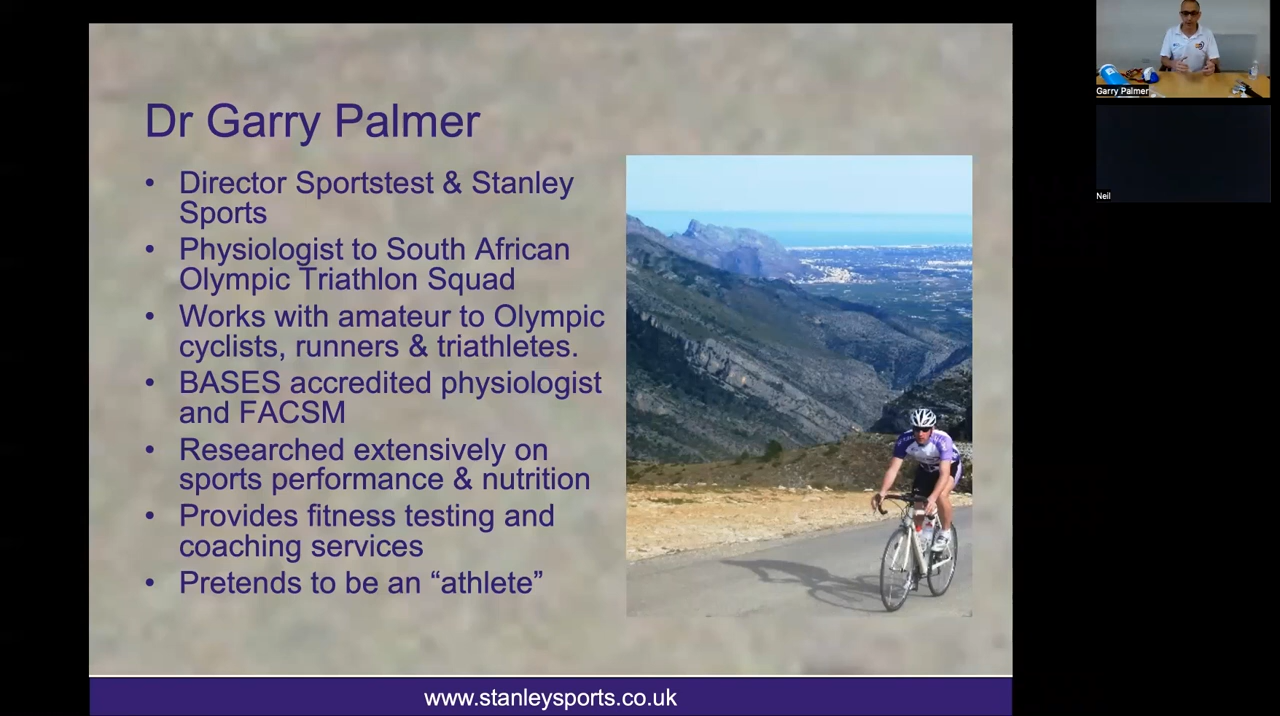 Dr Garry Palmer
• Director Sportstest & Stanley
Sports
• Physiologist to South African
Olympic Triathlon Squad
• Works with amateur to Olympic
cyclists, runners & triathletes.
• BASES accredited physiologist
and FACSM
• Researched extensively on
sports performance & nutrition
• Provides fitness testing and
coaching services
• Pretends to be an “athlete”
www.stanleysports.co.uk
Garry Palmer
Neil